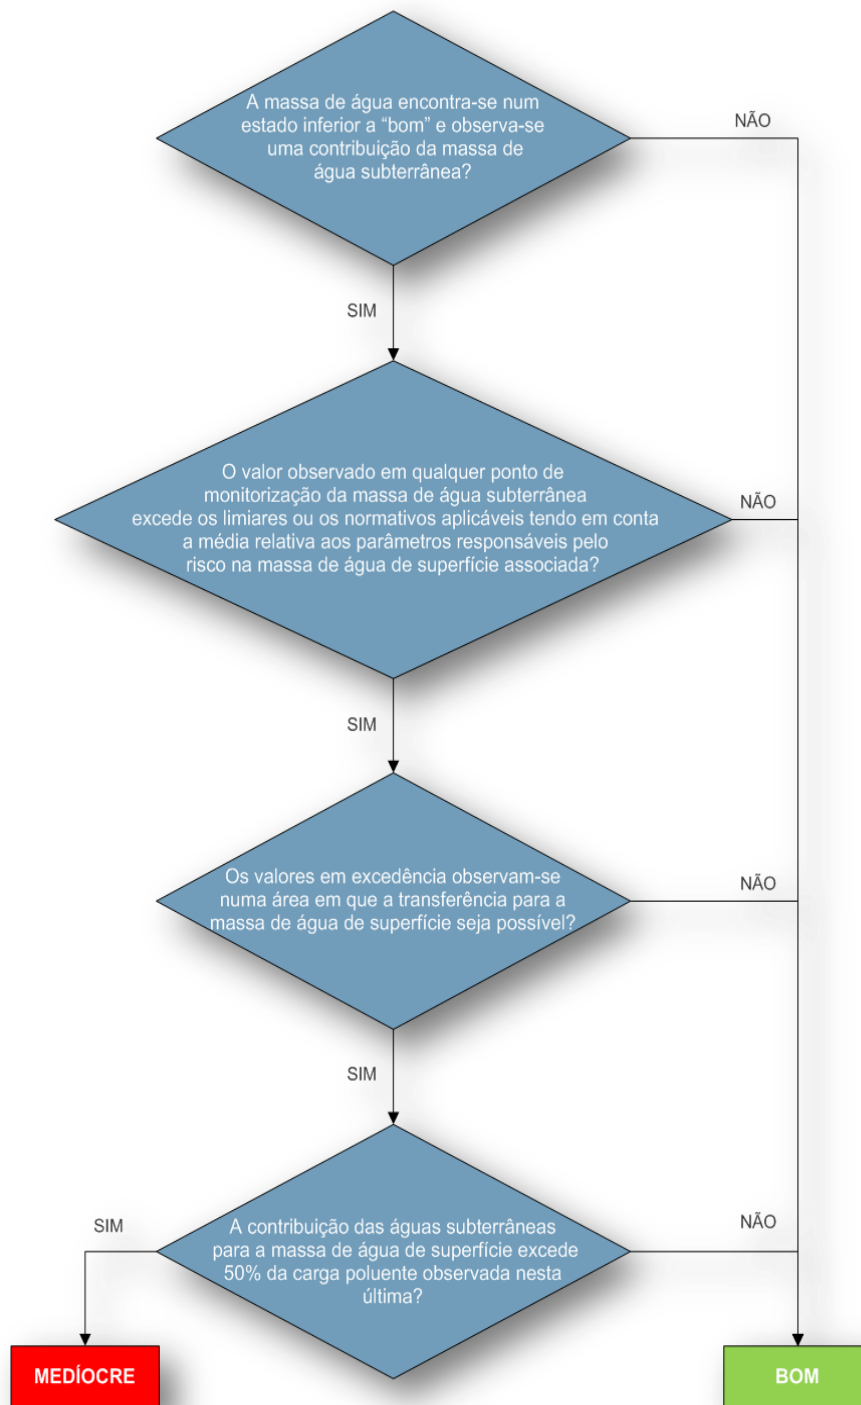 A massa de água encontra-se num
estado inferior a “bom” e observa-se
uma contribuição da massa de
água subterrânea?
NÃO
SIM
O valor observado em qualquer ponto de
monitorização da massa de água subterrânea
excede os limiares ou os normativos aplicáveis tendo em conta
a média relativa aos parâmetros responsáveis pelo
risco na massa de água de superfície associada?
NÃO
SIM
Os valores em excedência observam-se
numa área em que a transferência para a
massa de água de superfície seja possível?
NÃO
SIM
A contribuição das águas subterrâneas
para a massa de água de superfície excede
50% da carga poluente observada nesta
última?
SIM
NÃO
MEDÍOCRE
BOM